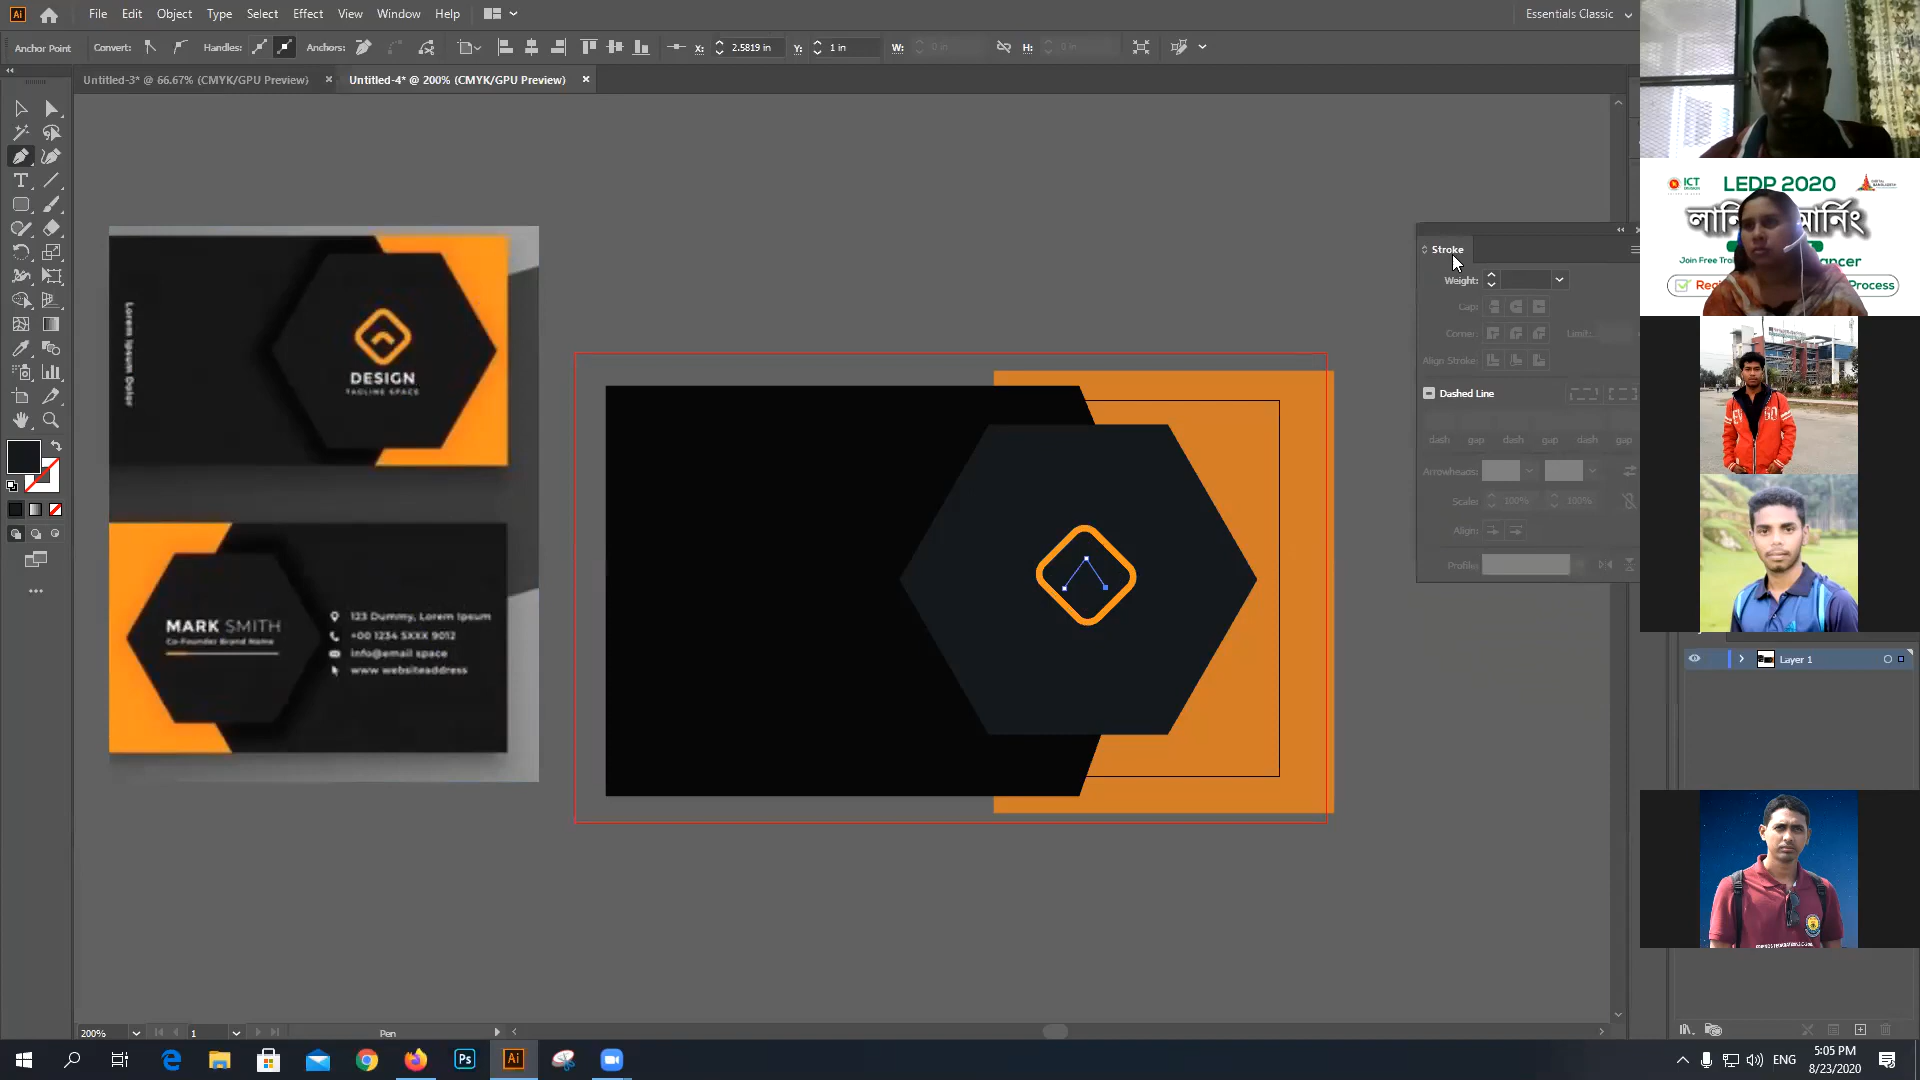 Ai File Edit Object Type Select Effect View Window Help Essentials Classic
Anchor Point Convert: Handles: Anchors: X: 2.5819 in Y: 1 in W: 0 in H: 0 in
Untitled-3* @ 66.67% (CMYK/GPU Preview) × Untitled-4* @ 200% (CMYK/GPU Preview) ×
ICT LEDP 2020
Join Free
Process
Lorem Ipsum Dolor
DESIGN
TAGLINE SPACE
MARK SMITH
Co-Founder Brand Name
123 Dummy, Lorem Ipsum
+00 1234 5XXX 9012
info@email space
www websiteaddress
Stroke
Weight:
Cap:
Corner: Limit:
Align Stroke:
Dashed Line
dash gap dash gap dash gap
Arrowheads:
Scale: 100% 100%
Align:
Profile:
Layer 1
200% 1 Pen
Ps Ai ENG 5:05 PM
8/23/2020